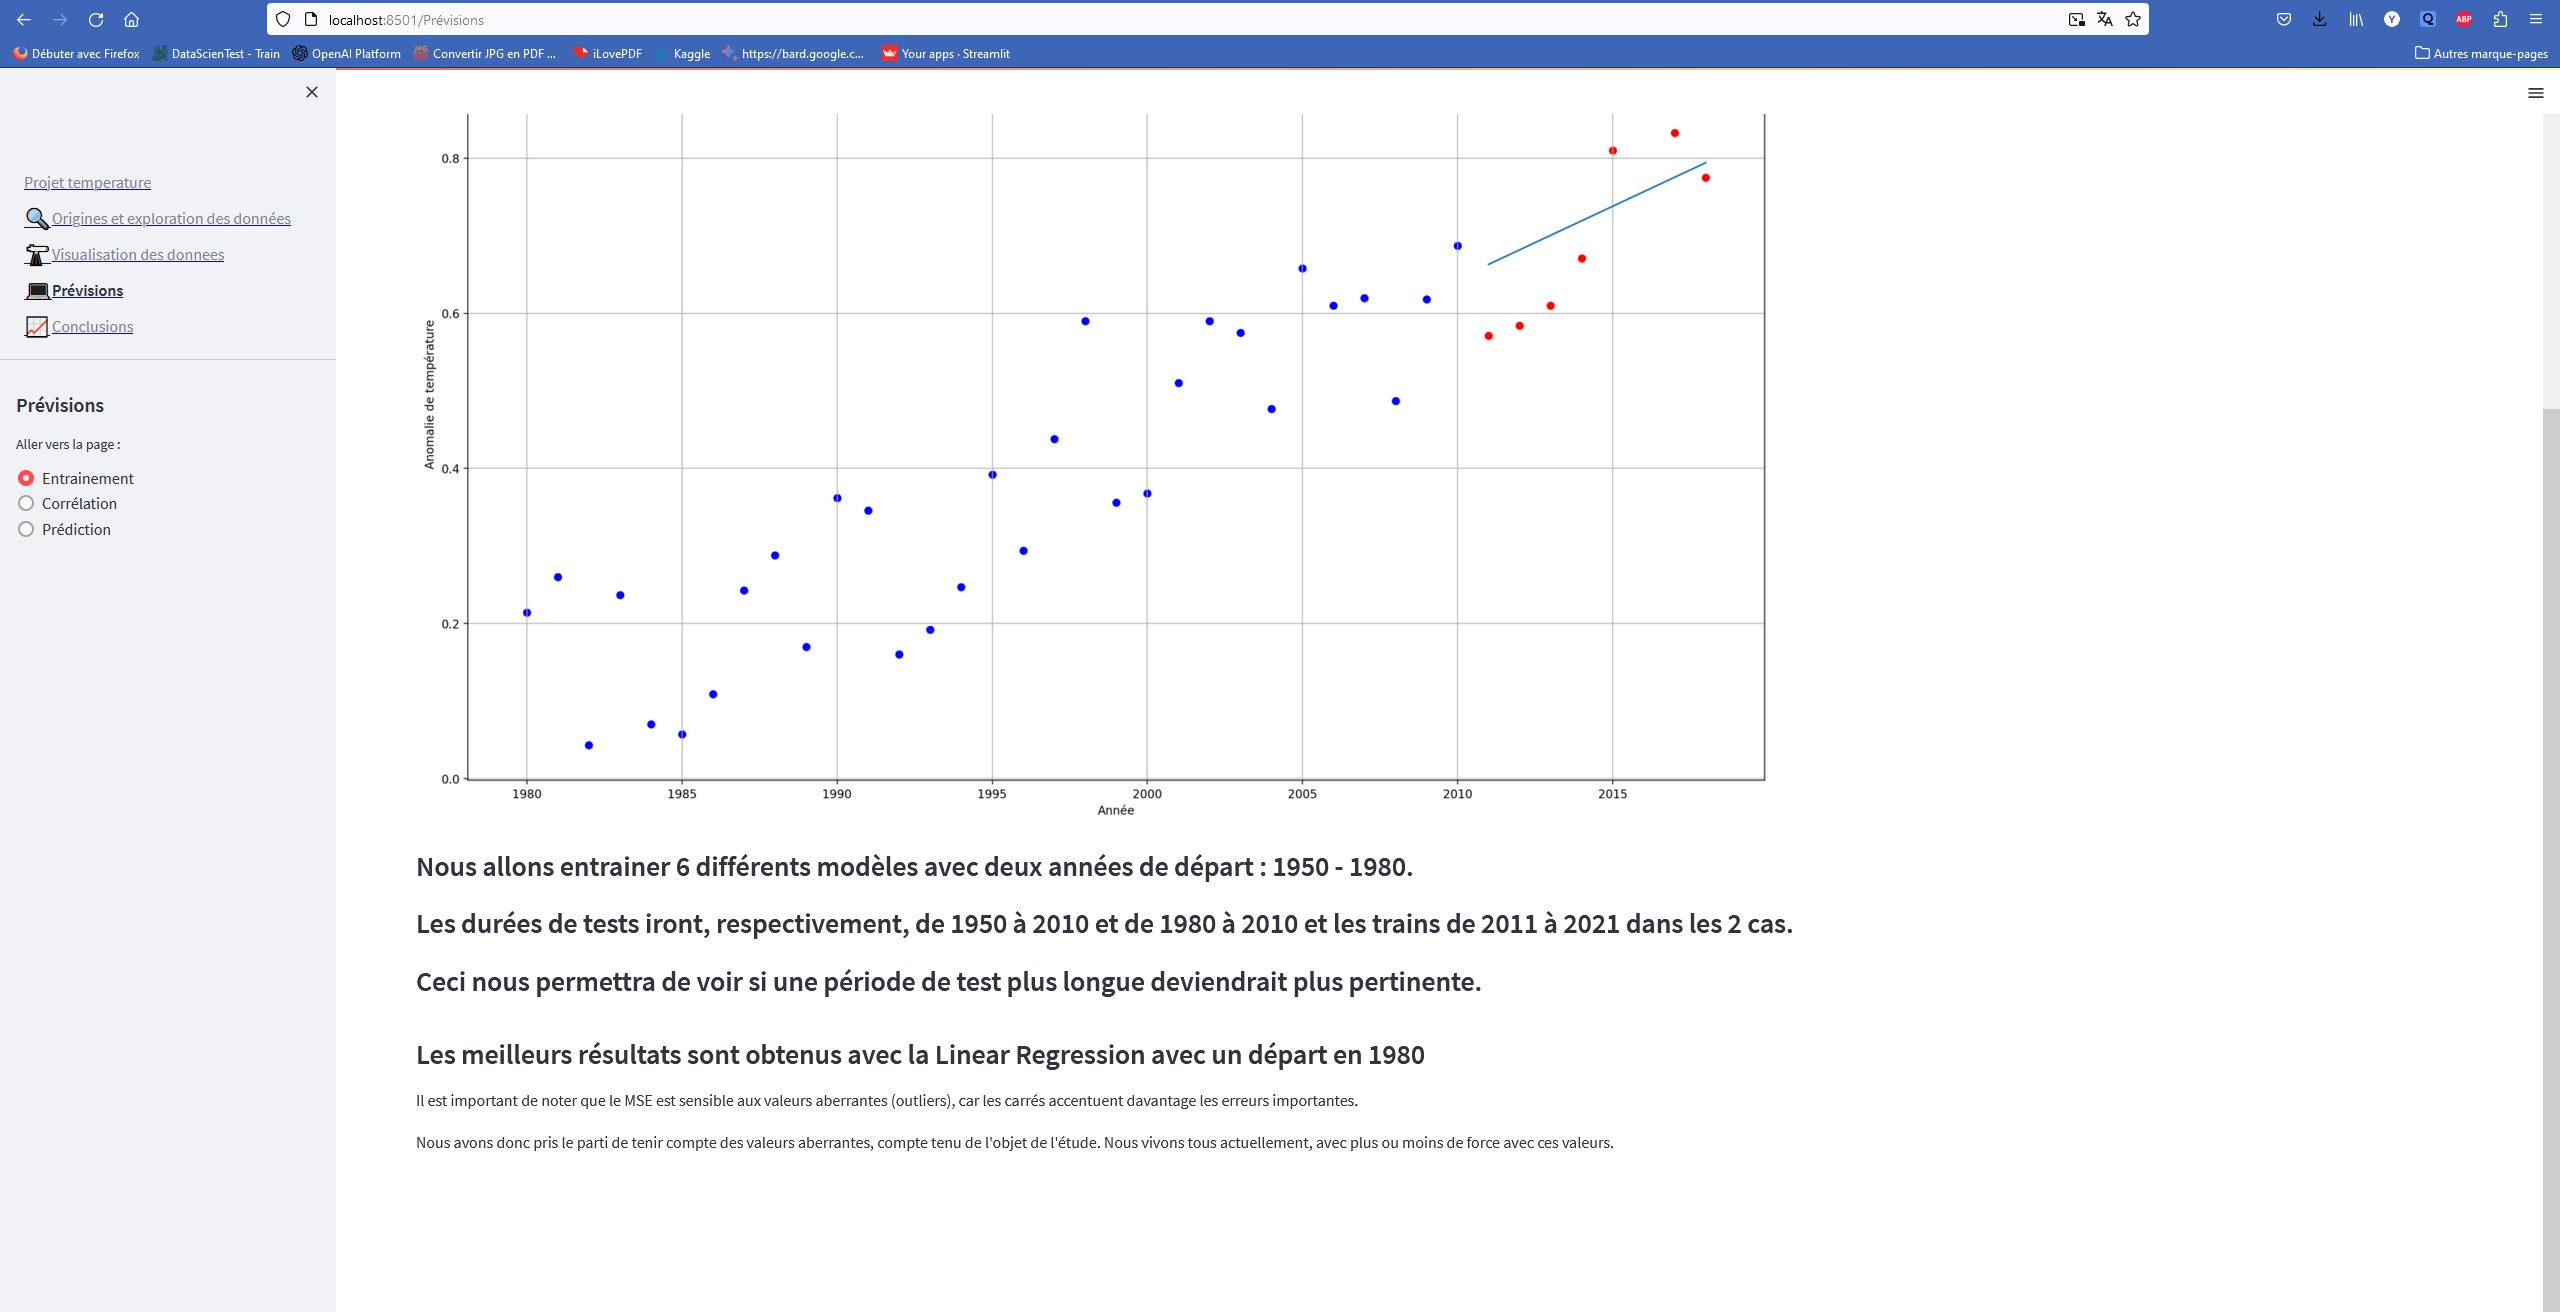 localhost:8501/Prévisions
Y
Q
ABP
Débuter avec Firefox
DataScienTest - Train
OpenAI Platform
Convertir JPG en PDF ...
iLovePDF
Kaggle
https://bard.google.c...
Your apps · Streamlit
Autres marque-pages
Projet temperature
Origines et exploration des données
Visualisation des donnees
Prévisions
Conclusions
Prévisions
Aller vers la page :
Entrainement
Corrélation
Prédiction
Anomalie de température
0.8
0.6
0.4
0.2
0.0
1980 1985 1990 1995 2000 2005 2010 2015
Année
Nous allons entrainer 6 différents modèles avec deux années de départ : 1950 - 1980.
Les durées de tests iront, respectivement, de 1950 à 2010 et de 1980 à 2010 et les trains de 2011 à 2021 dans les 2 cas.
Ceci nous permettra de voir si une période de test plus longue deviendrait plus pertinente.
Les meilleurs résultats sont obtenus avec la Linear Regression avec un départ en 1980
Il est important de noter que le MSE est sensible aux valeurs aberrantes (outliers), car les carrés accentuent davantage les erreurs importantes.
Nous avons donc pris le parti de tenir compte des valeurs aberrantes, compte tenu de l'objet de l'étude. Nous vivons tous actuellement, avec plus ou moins de force avec ces valeurs.